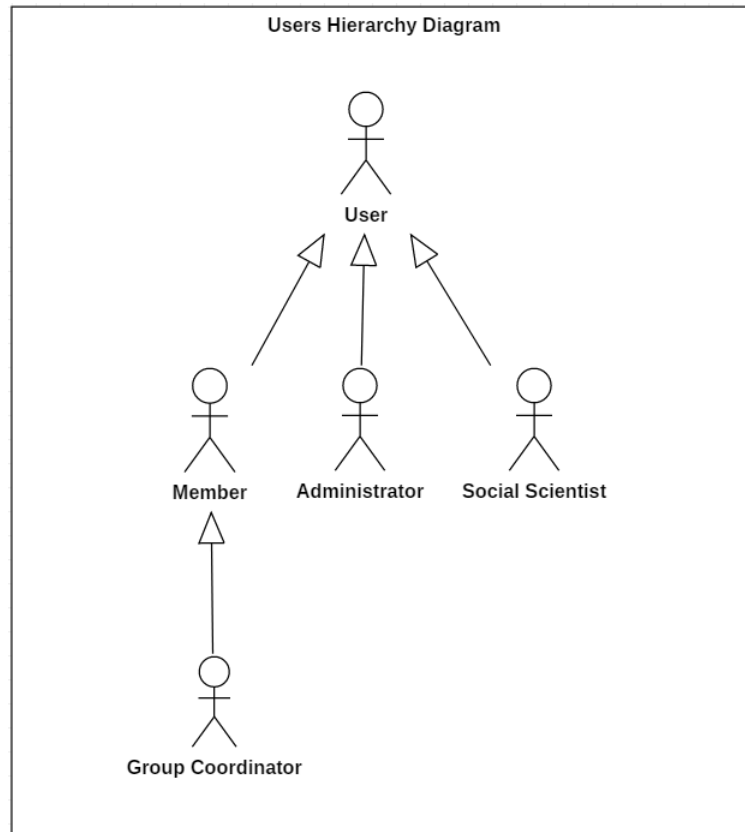 Users Hierarchy Diagram
User
Member
Administrator
Social Scientist
Group Coordinator